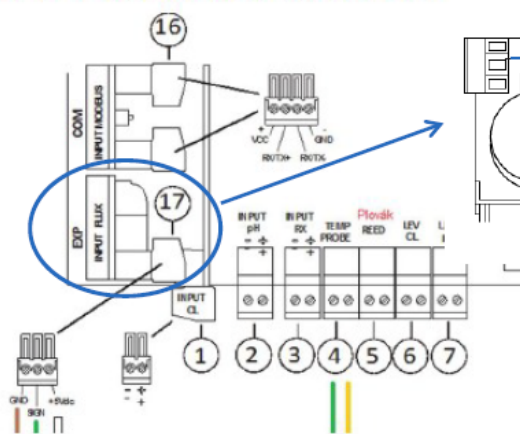 16
COM
INPUT MODBUS
+
VCC
-
GND
RX/TX+
RX/TX-
17
EXP
INPUT FLUX
INPUT
pH
- +
INPUT
RX
- +
TEMP
PROBE
Plovák
REED
LEV
CL
INPUT
CL
1
2
3
4
5
6
7
GND
SIGN
+5Vdc
- +
- +